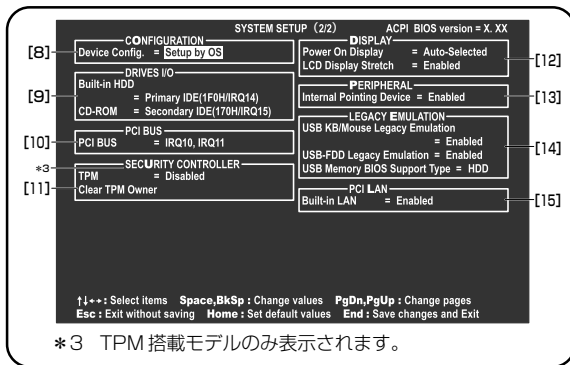 SYSTEM SETUP (2/2) ACPI BIOS version = X. XX
CONFIGURATION
[8] Device Config. = Setup by OS
DRIVES I/O
Built-in HDD
[9] = Primary IDE(1F0H/IRQ14)
CD-ROM = Secondary IDE(170H/IRQ15)
PCI BUS
[10] PCI BUS = IRQ10, IRQ11
*3 SECURITY CONTROLLER
TPM = Disabled
[11] Clear TPM Owner
DISPLAY
Power On Display = Auto-Selected
LCD Display Stretch = Enabled
[12]
PERIPHERAL
Internal Pointing Device = Enabled [13]
LEGACY EMULATION
USB KB/Mouse Legacy Emulation
= Enabled
USB-FDD Legacy Emulation = Enabled [14]
USB Memory BIOS Support Type = HDD
PCI LAN
Built-in LAN = Enabled [15]
↑↓←→: Select items Space,BkSp : Change values PgDn,PgUp : Change pages
Esc : Exit without saving Home : Set default values End : Save changes and Exit
*3 TPM 搭載モデルのみ表示されます。